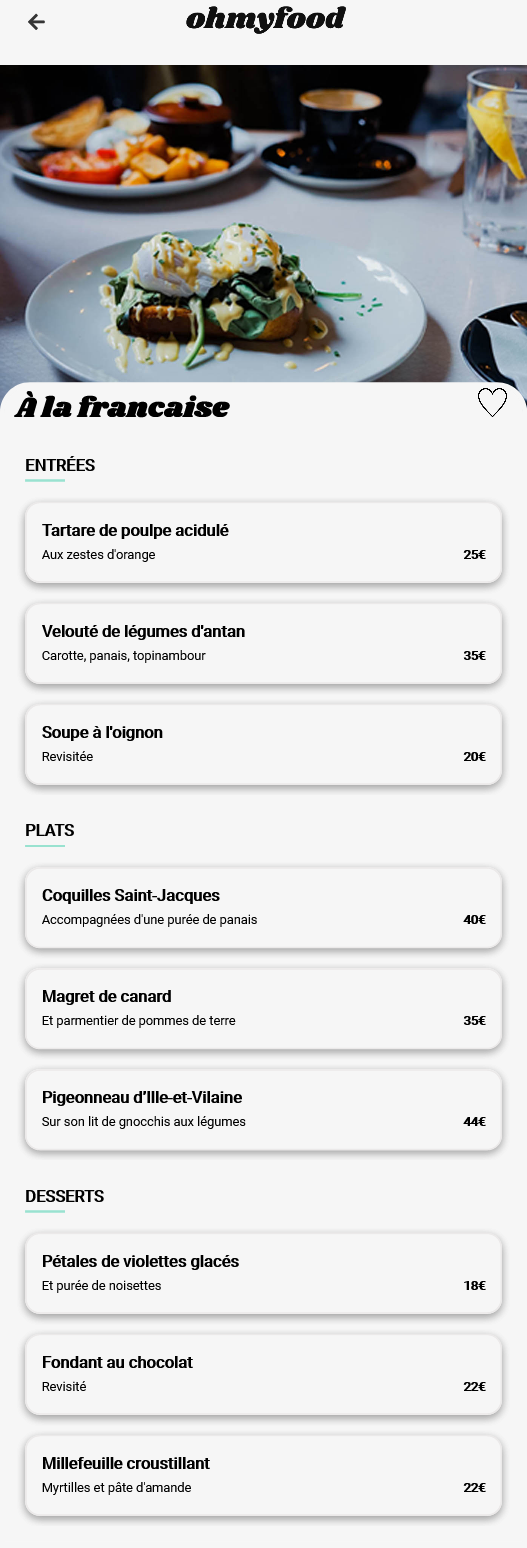 ohmyfood
À la francaise
ENTRÉES
Tartare de poulpe acidulé
Aux zestes d'orange 25€
Velouté de légumes d'antan
Carotte, panais, topinambour 35€
Soupe à l'oignon
Revisitée 20€
PLATS
Coquilles Saint-Jacques
Accompagnées d'une purée de panais 40€
Magret de canard
Et parmentier de pommes de terre 35€
Pigeonneau d’Ille-et-Vilaine
Sur son lit de gnocchis aux légumes 44€
DESSERTS
Pétales de violettes glacés
Et purée de noisettes 18€
Fondant au chocolat
Revisité 22€
Millefeuille croustillant
Myrtilles et pâte d'amande 22€